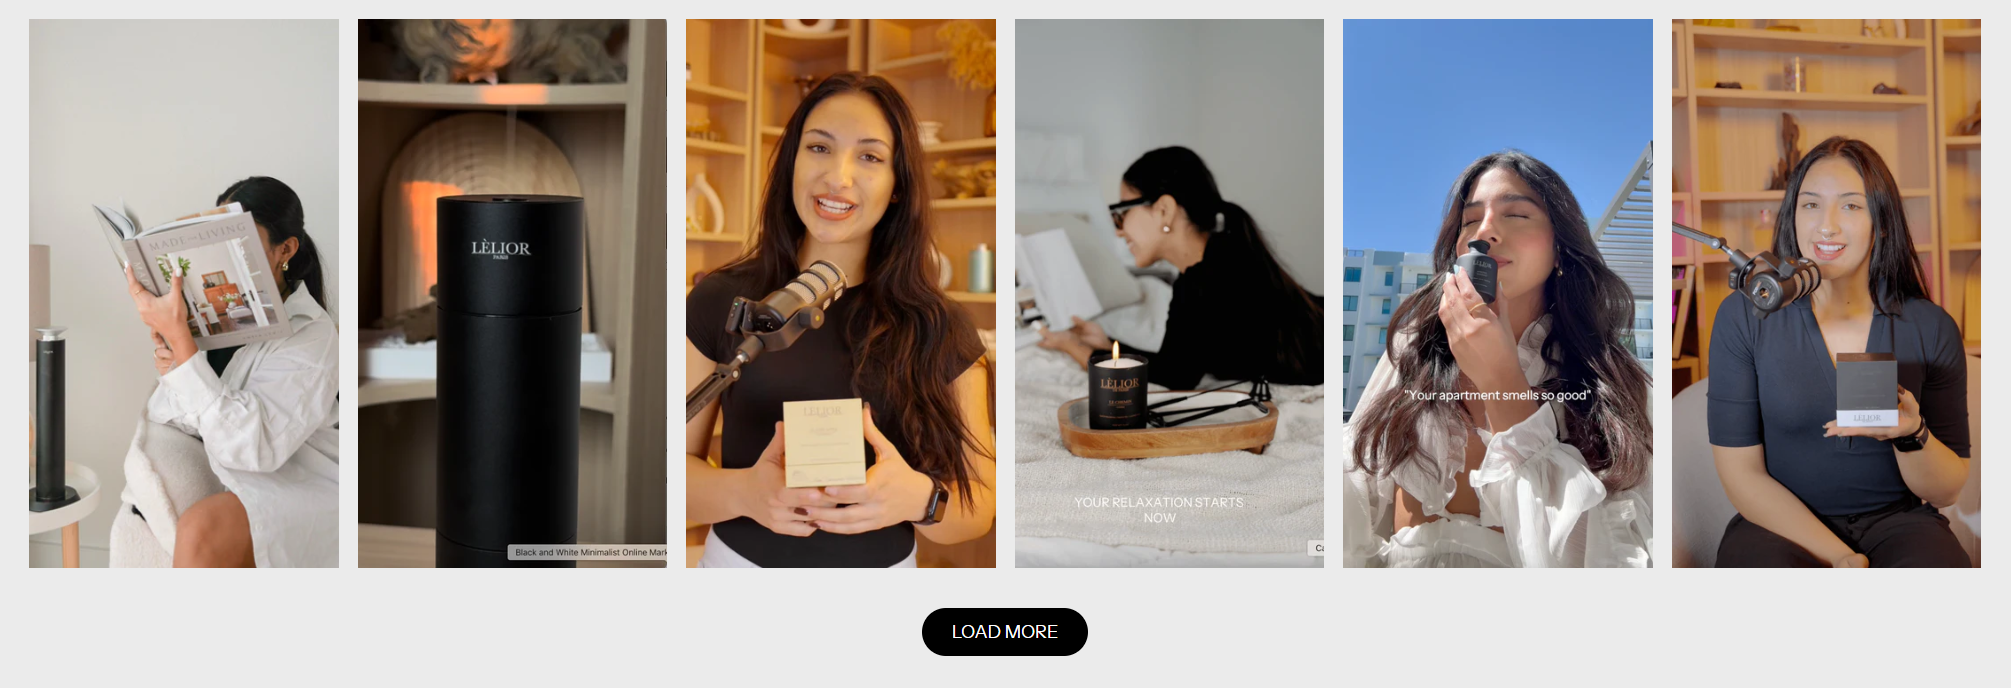 MADE FOR LIVING
LÈLIOR
PARIS
Black and White Minimalist Online Mark
LÈLIOR
LÈLIOR
YOUR RELAXATION STARTS
NOW
Ca
LÈLIOR
"Your apartment smells so good"
LÈLIOR
LOAD MORE